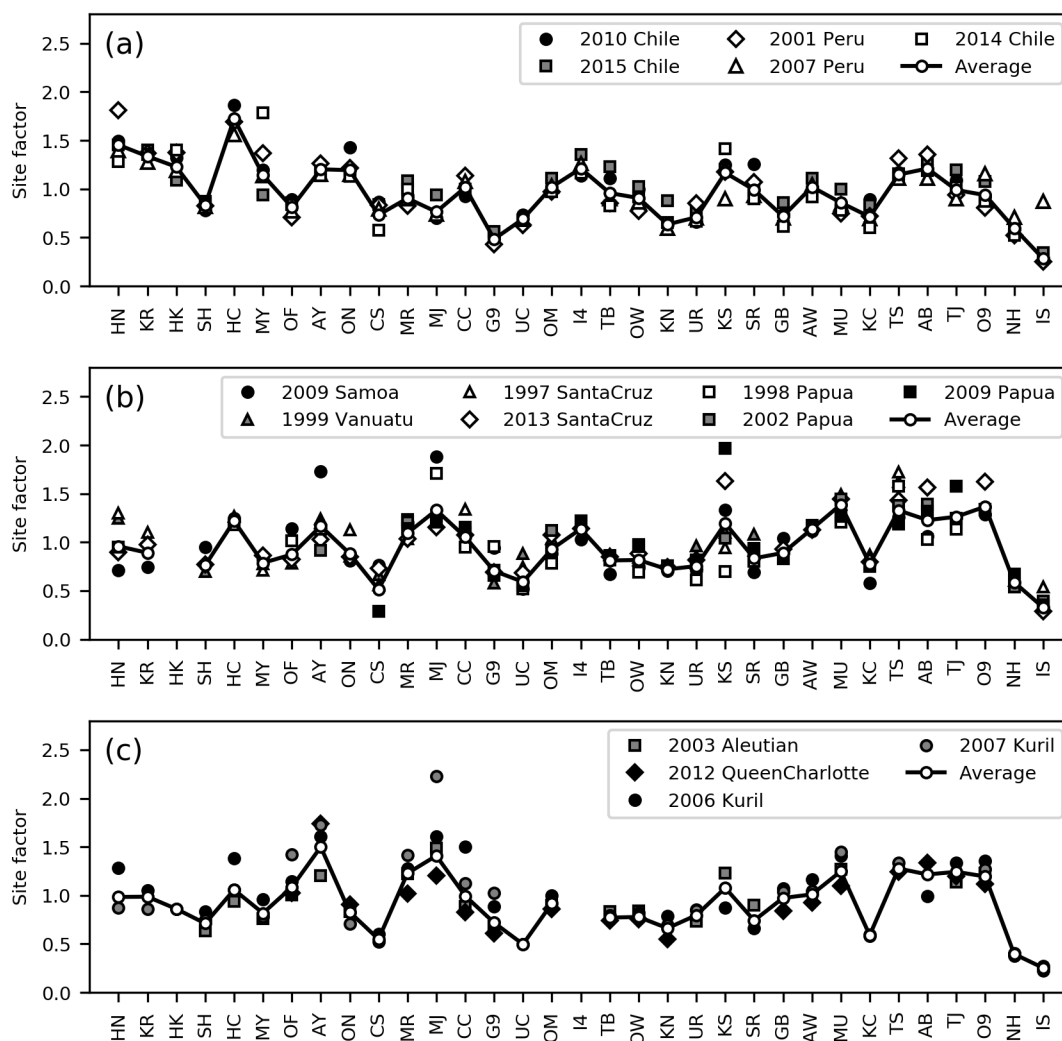 (a)
2010 Chile 2001 Peru 2014 Chile
2015 Chile 2007 Peru Average
Site factor
2.5
2.0
1.5
1.0
0.5
0.0
HN KR HK SH HC MY OF AY ON CS MR MJ CC G9 UC OM I4 TB OW KN UR KS SR GB AW MU KC TS AB TJ O9 NH IS
(b)
2009 Samoa 1997 SantaCruz 1998 Papua 2009 Papua
1999 Vanuatu 2013 SantaCruz 2002 Papua Average
Site factor
2.5
2.0
1.5
1.0
0.5
0.0
HN KR HK SH HC MY OF AY ON CS MR MJ CC G9 UC OM I4 TB OW KN UR KS SR GB AW MU KC TS AB TJ O9 NH IS
(c)
2003 Aleutian 2007 Kuril
2012 QueenCharlotte Average
2006 Kuril
Site factor
2.5
2.0
1.5
1.0
0.5
0.0
HN KR HK SH HC MY OF AY ON CS MR MJ CC G9 UC OM I4 TB OW KN UR KS SR GB AW MU KC TS AB TJ O9 NH IS